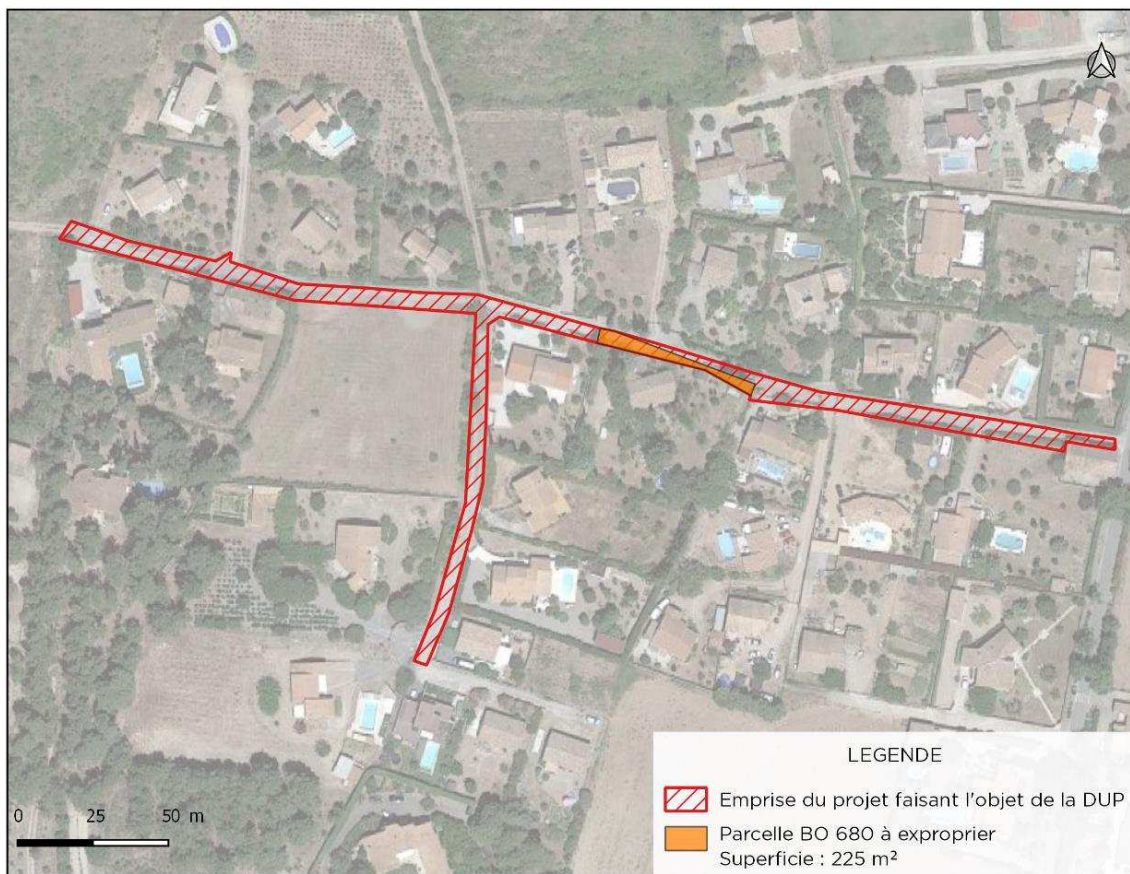 0 25 50 m
LEGENDE
Emprise du projet faisant l'objet de la DUP
Parcelle BO 680 à exproprier
Superficie : 225 m²